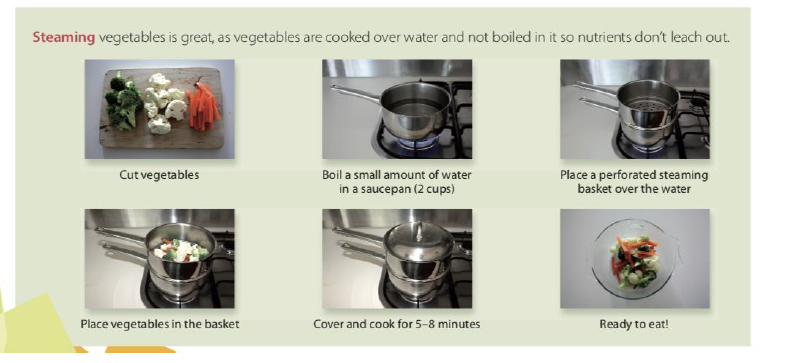 Steaming vegetables is great, as vegetables are cooked over water and not boiled in it so nutrients don't leach out.
Cut vegetables
Boil a small amount of water
in a saucepan (2 cups)
Place a perforated steaming
basket over the water
Place vegetables in the basket
Cover and cook for 5–8 minutes
Ready to eat!